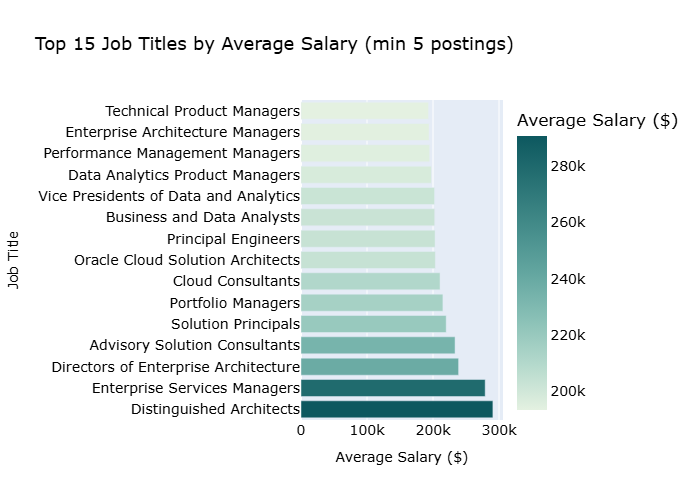 Top 15 Job Titles by Average Salary (min 5 postings)
Average Salary ($)
Technical Product Managers
Enterprise Architecture Managers
Performance Management Managers
Data Analytics Product Managers
Vice Presidents of Data and Analytics
Business and Data Analysts
Principal Engineers
Oracle Cloud Solution Architects
Cloud Consultants
Portfolio Managers
Solution Principals
Advisory Solution Consultants
Directors of Enterprise Architecture
Enterprise Services Managers
Distinguished Architects
Job Title
280k
260k
240k
220k
200k
0 100k 200k 300k
Average Salary ($)